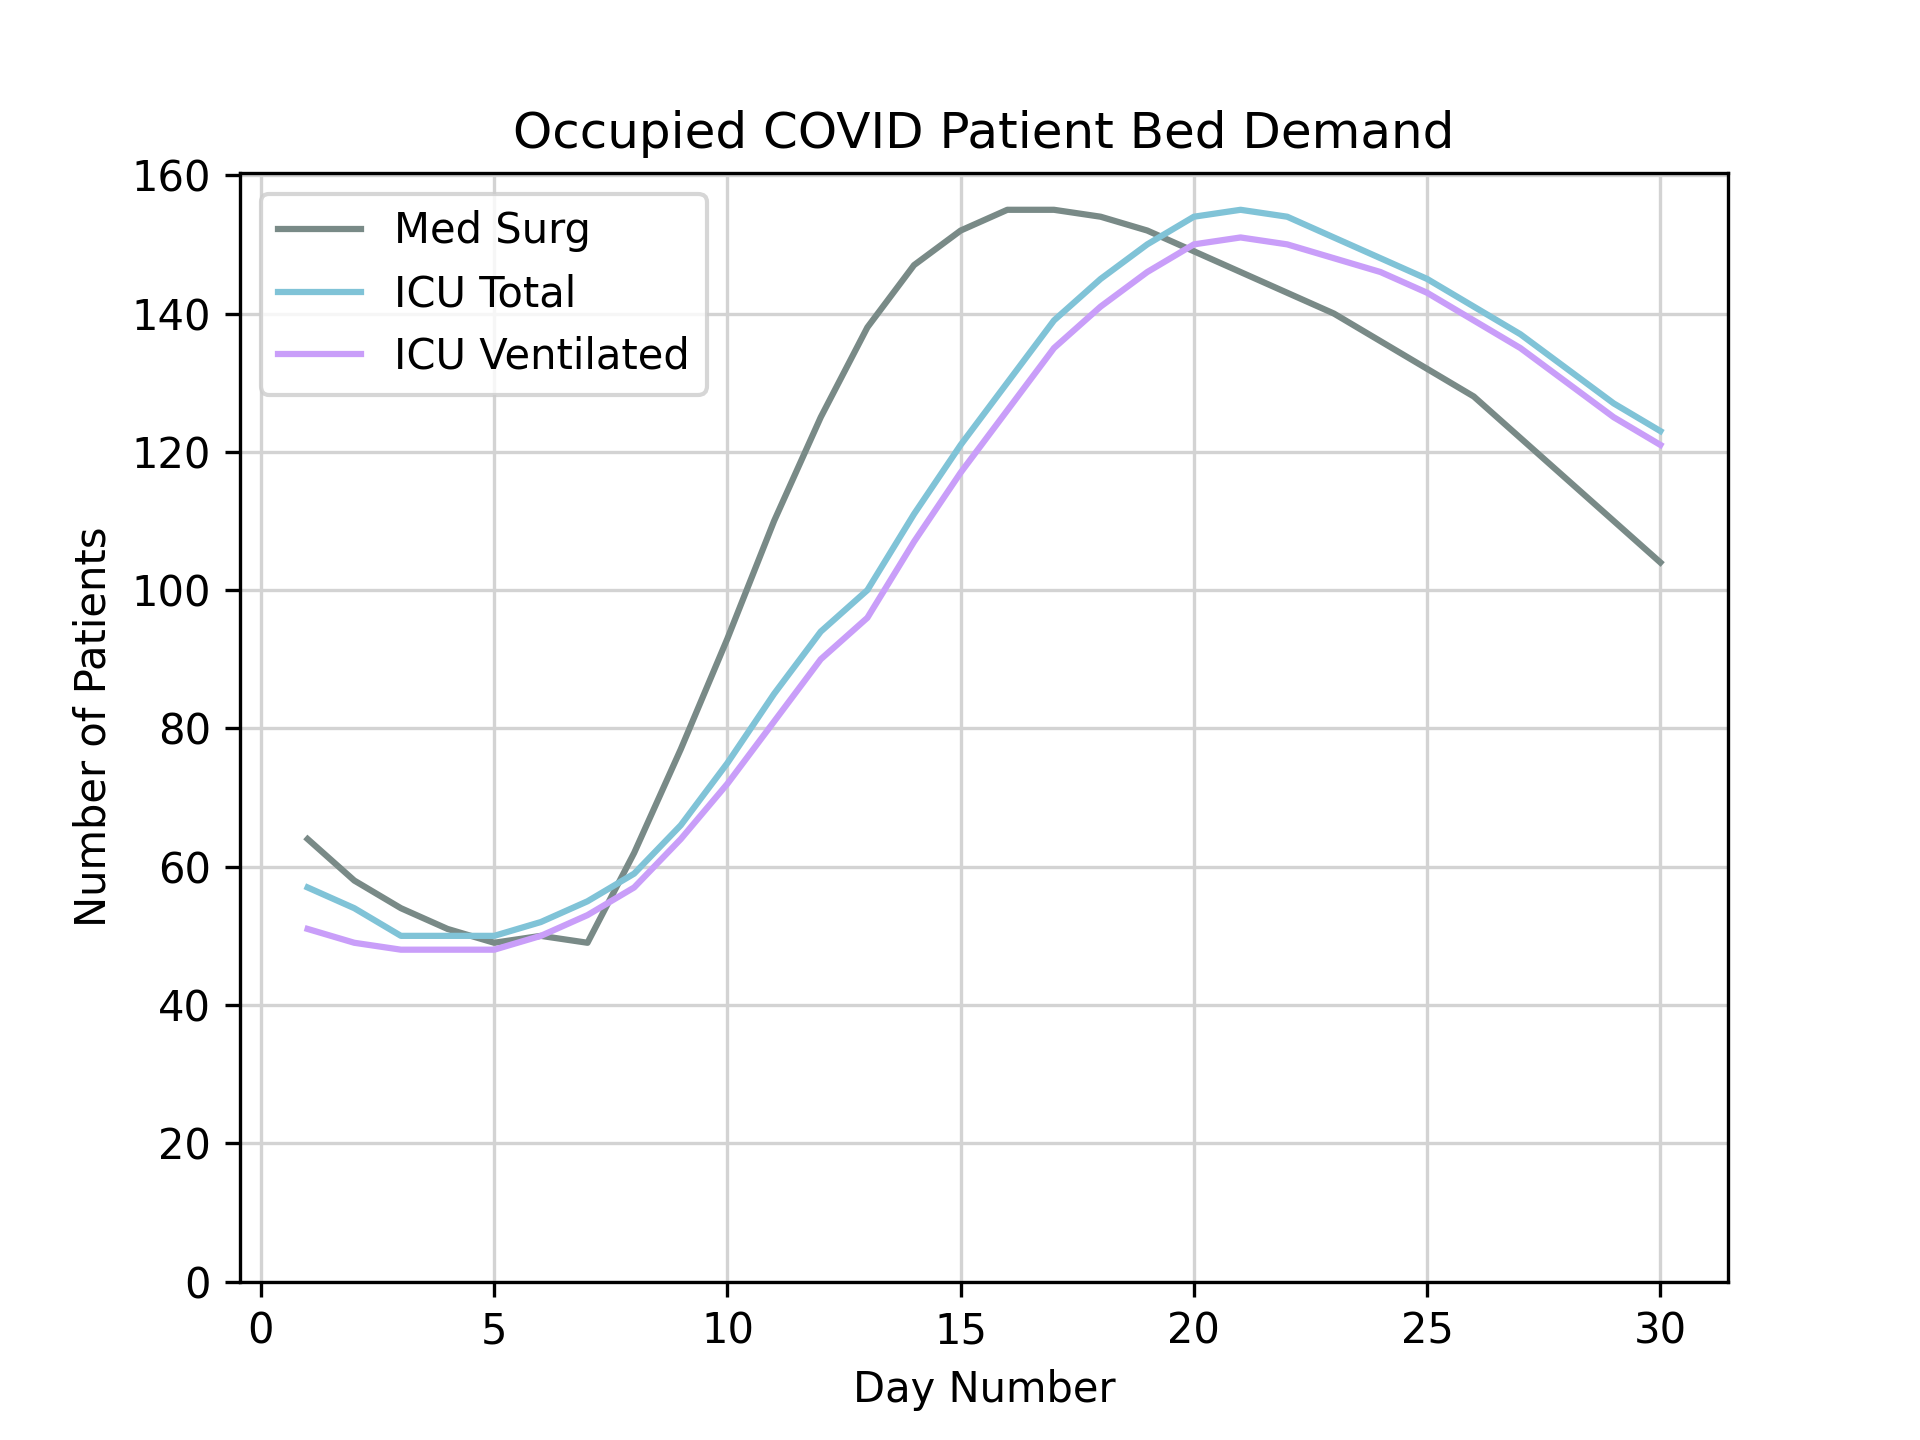 Occupied COVID Patient Bed Demand
160
140
120
100
80
60
40
20
0
Number of Patients
Med Surg
ICU Total
ICU Ventilated
0 5 10 15 20 25 30
Day Number